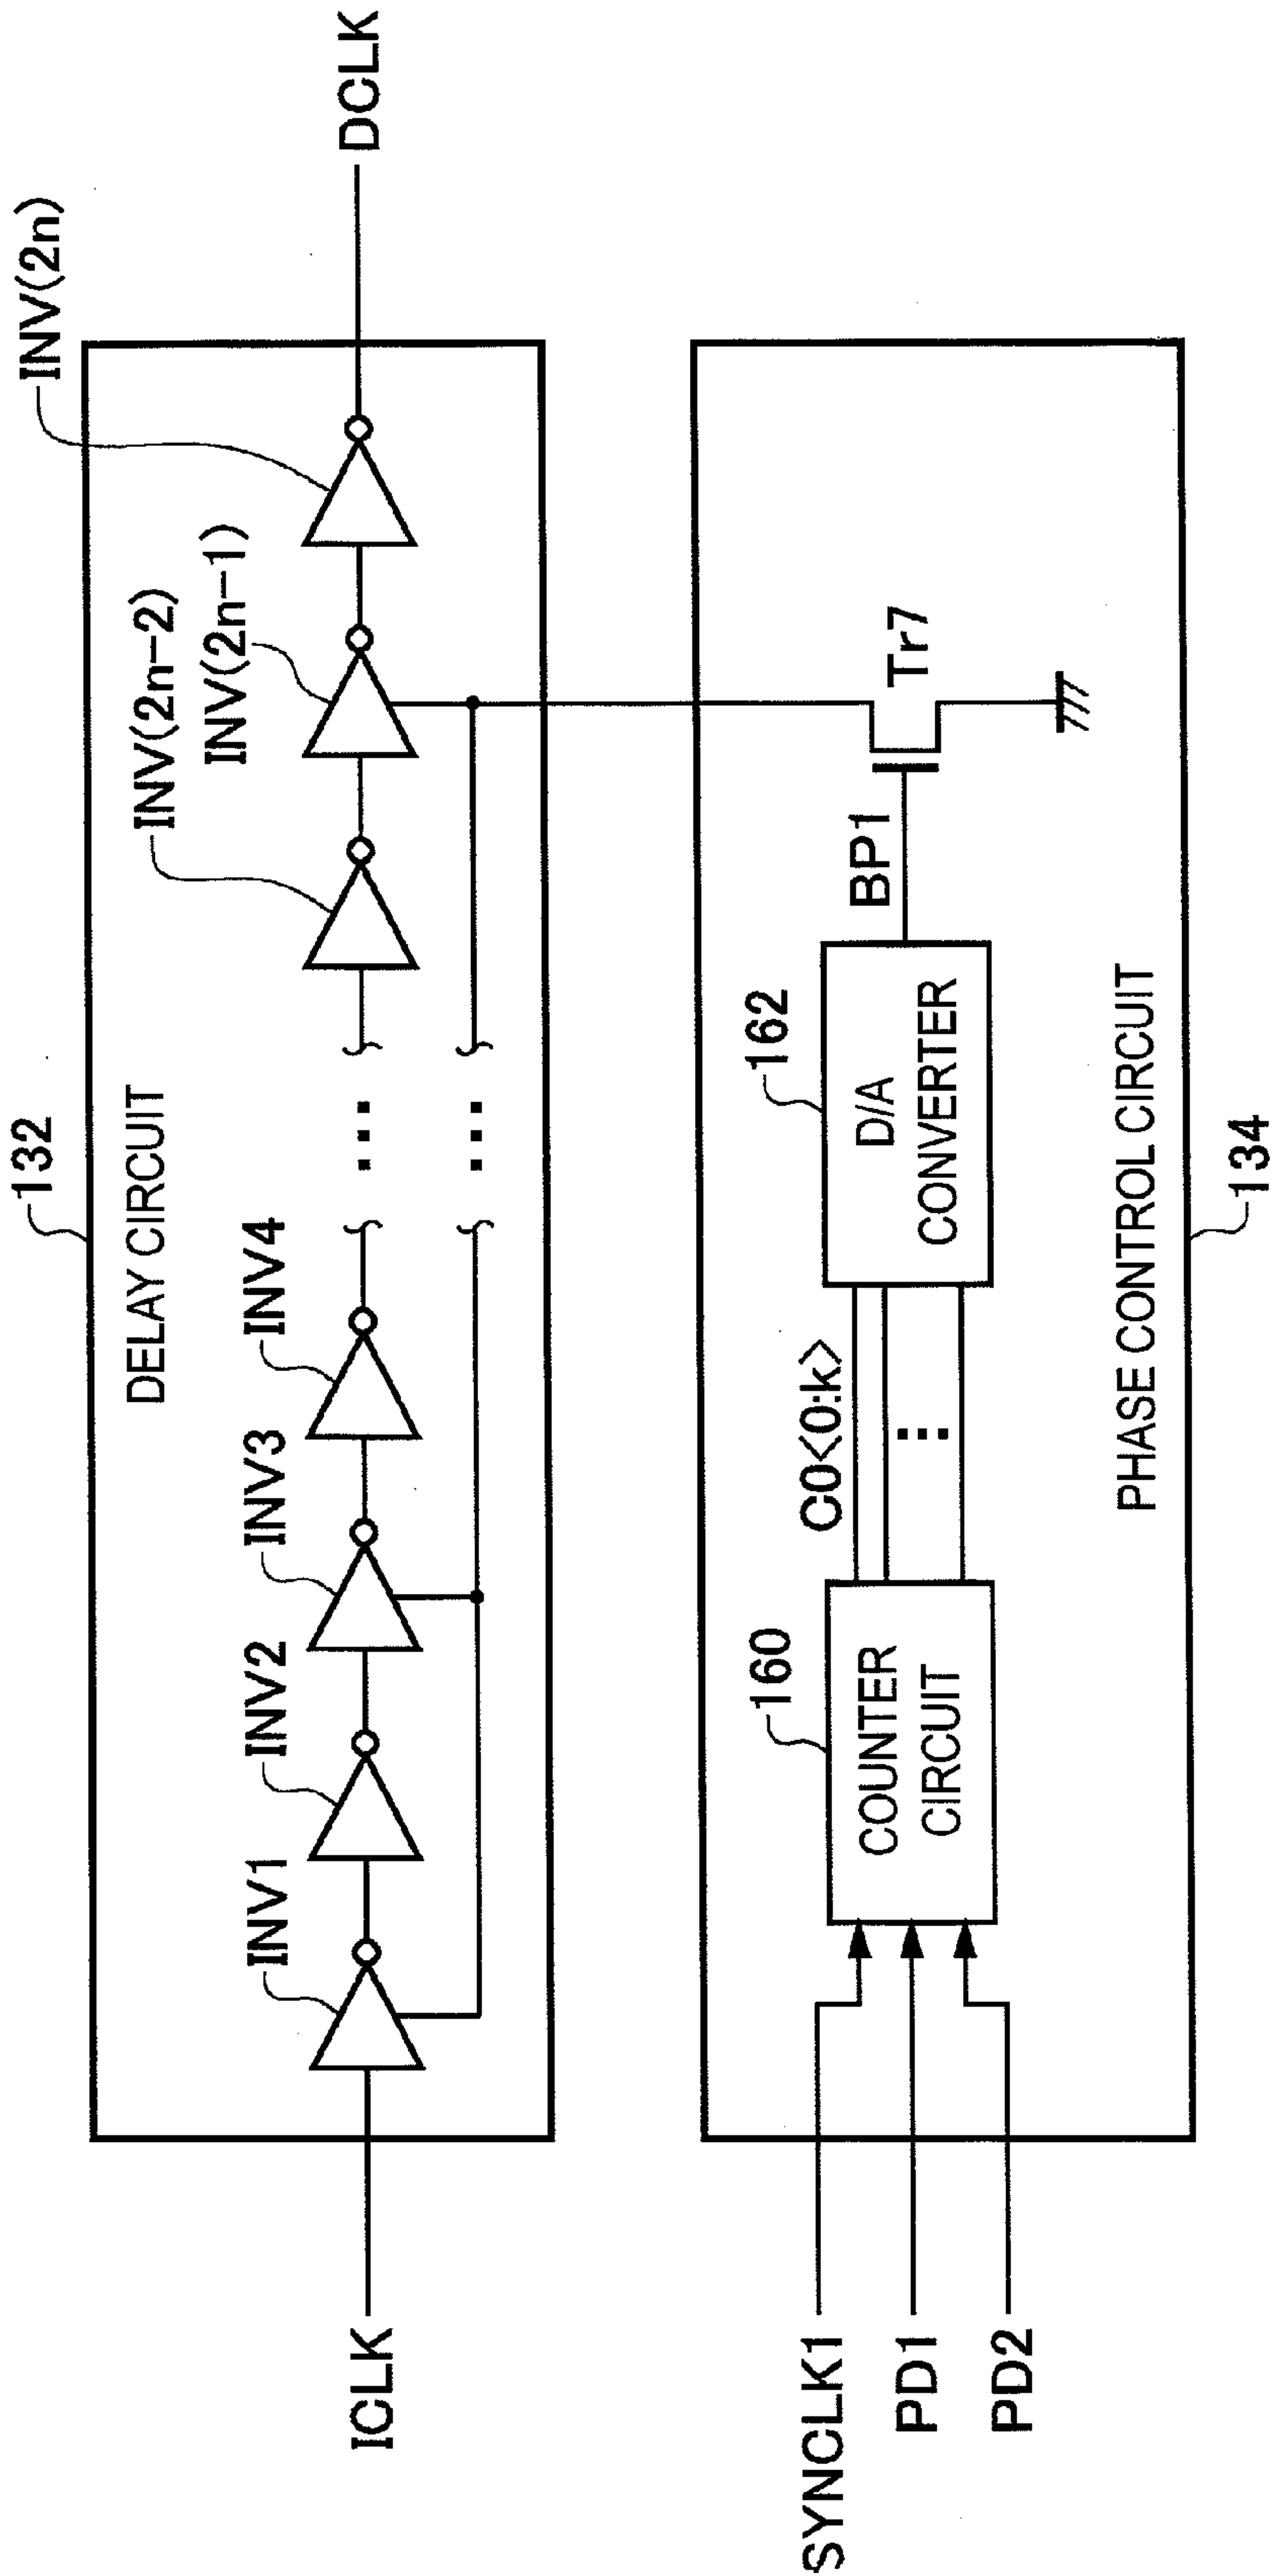 132
DELAY CIRCUIT
INV1
INV2
INV3
INV4
...
...
INV(2n-2)
INV(2n-1)
INV(2n)
ICLK
DCLK
SYNCLK1
PD1
PD2
160
COUNTER
CIRCUIT
C0<0:k>
...
162
D/A
CONVERTER
BP1
Tr7
PHASE CONTROL CIRCUIT
134